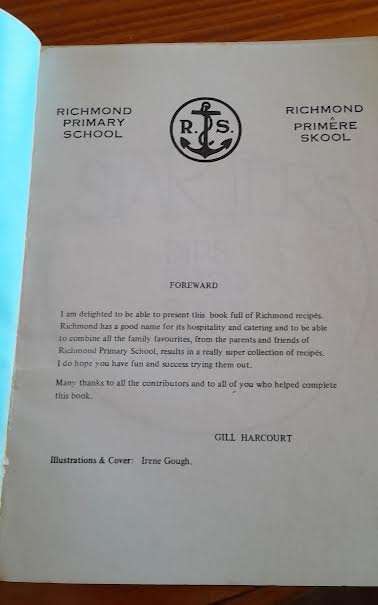 RICHMOND
PRIMARY
SCHOOL
R. S.
RICHMOND
PRIMÊRE
SKOOL
FOREWARD
I am delighted to be able to present this book full of Richmond recipés.
Richmond has a good name for its hospitality and catering and to be able
to combine all the family favourites, from the parents and friends of
Richmond Primary School, results in a really super collection of recipés.
I do hope you have fun and success trying them out.
Many thanks to all the contributors and to all of you who helped complete
this book.
GILL HARCOURT
Illustrations & Cover: Irene Gough.